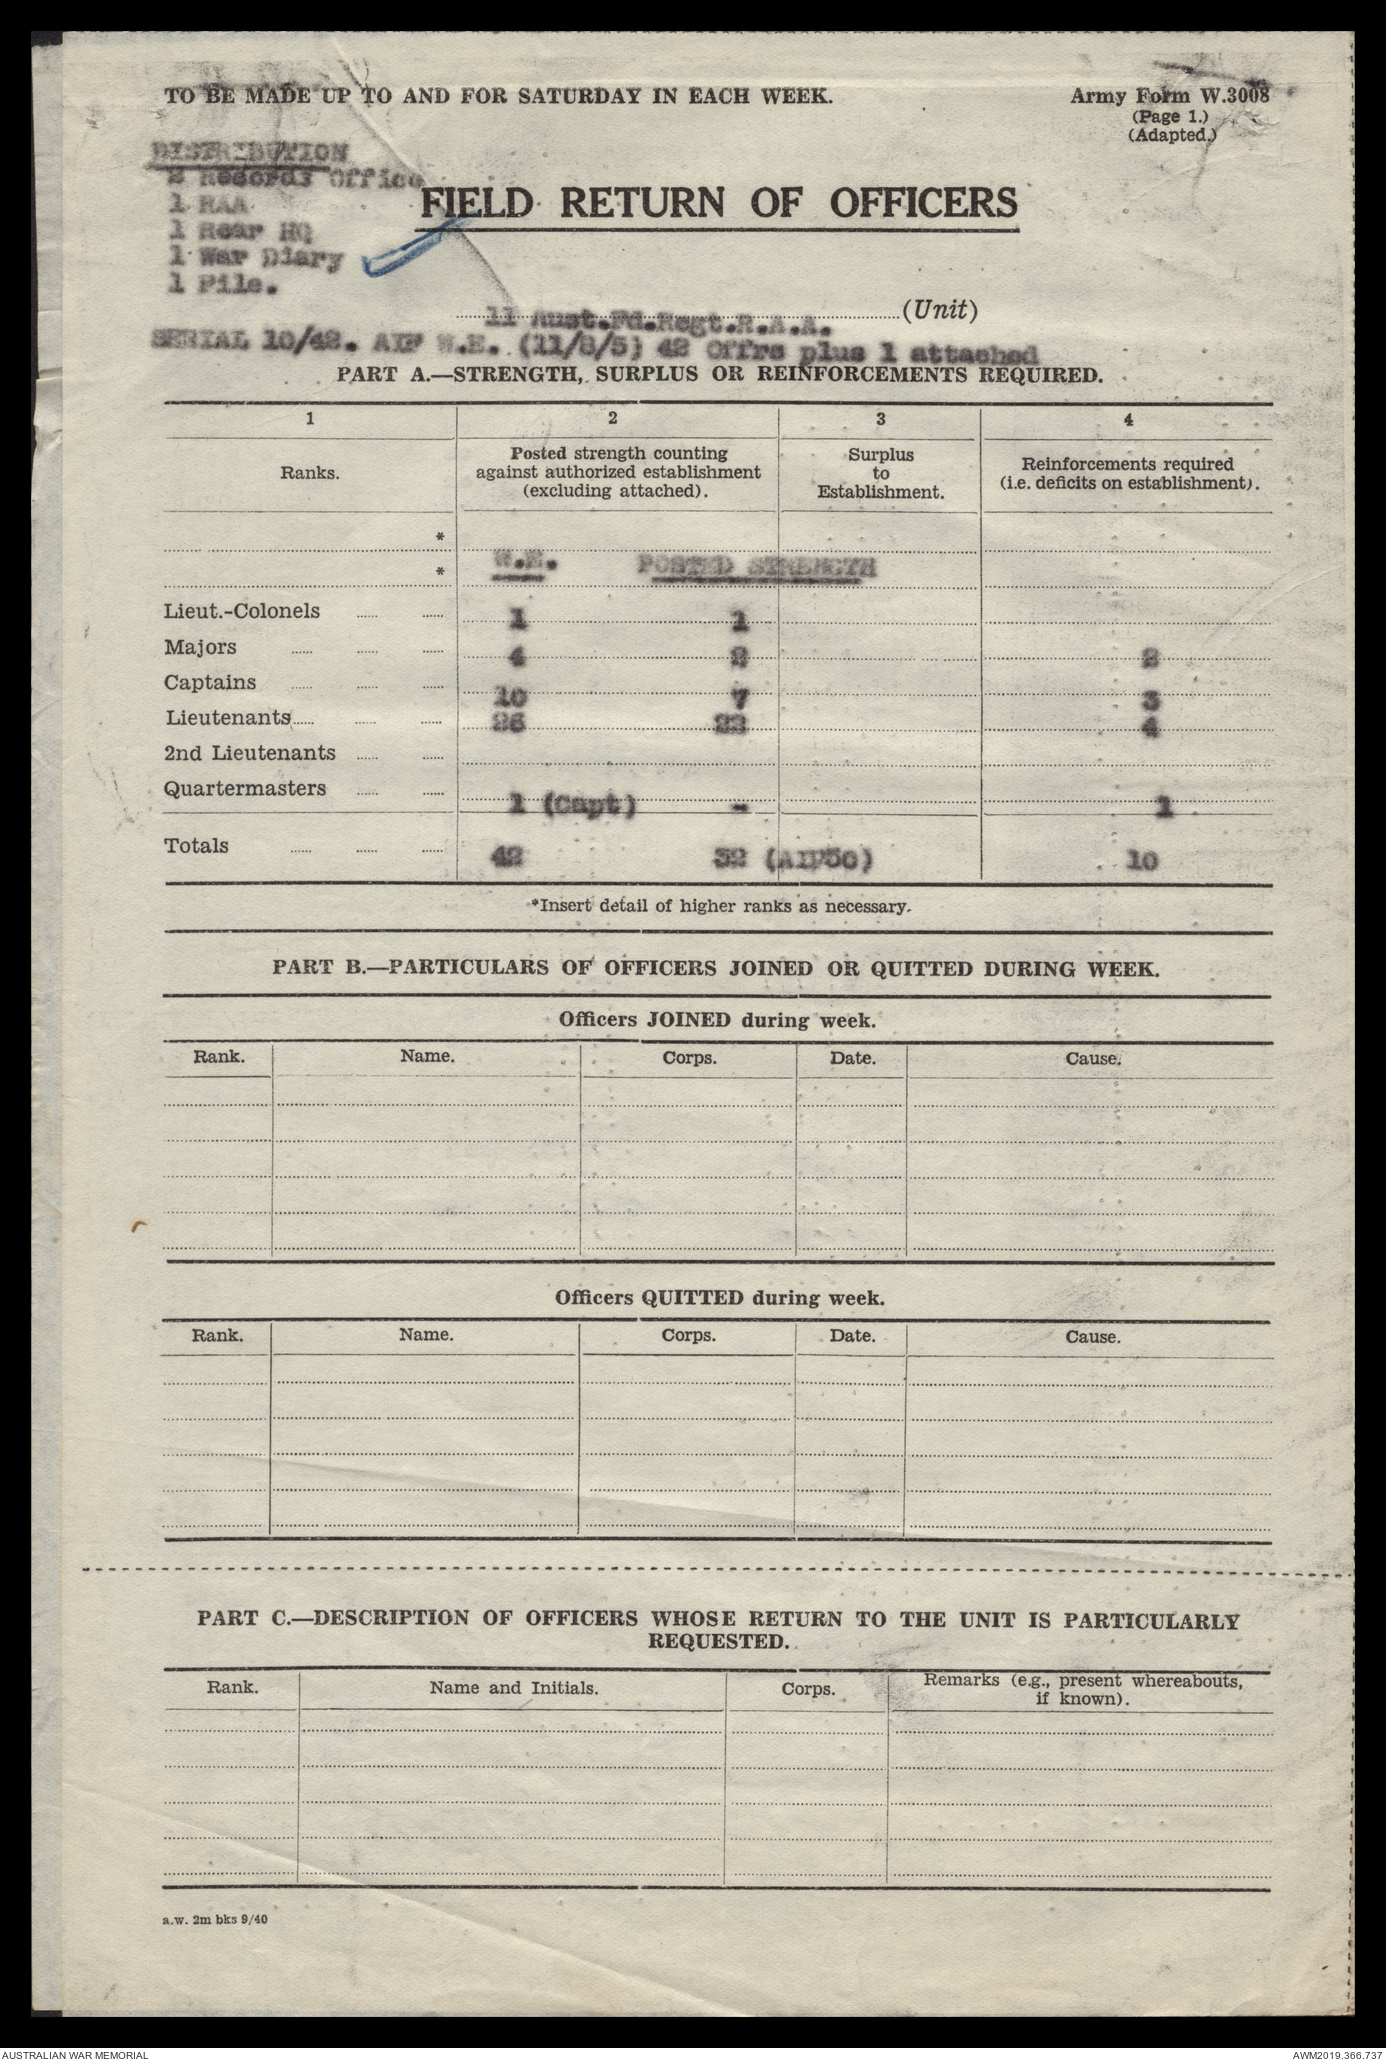 TO BE MADE UP TO AND FOR SATURDAY IN EACH WEEK.
Army Form W.3008
(Page 1.)
(Adapted.)
DISTRIBUTION
2 Records Office
1 RAA
1 Rear HQ
1 War Diary
1 File.
FIELD RETURN OF OFFICERS
11 Aust.Fd.Regt.R.A.A. (Unit)
SERIAL 10/42. AIF W.E. (11/8/5) 42 Offrs plus 1 attached
PART A.—STRENGTH, SURPLUS OR REINFORCEMENTS REQUIRED.
1 2 3 4
Ranks.
Posted strength counting
against authorized establishment
(excluding attached).
Surplus
to
Establishment.
Reinforcements required
(i.e. deficits on establishment).
*
* W.E. POSTED STRENGTH
Lieut.-Colonels 1 1
Majors 4 2 2
Captains 10 7 3
Lieutenants 26 22 4
2nd Lieutenants
Quartermasters 1 (Capt) - 1
Totals 42 32 (AIF30) 10
*Insert detail of higher ranks as necessary.
PART B.—PARTICULARS OF OFFICERS JOINED OR QUITTED DURING WEEK.
Officers JOINED during week.
Rank. Name. Corps. Date. Cause.
Officers QUITTED during week.
Rank. Name. Corps. Date. Cause.
PART C.—DESCRIPTION OF OFFICERS WHOSE RETURN TO THE UNIT IS PARTICULARLY
REQUESTED.
Rank. Name and Initials. Corps. Remarks (e.g., present whereabouts,
if known).
a.w. 2m bks 9/40
AUSTRALIAN WAR MEMORIAL
AWM2019.366.737